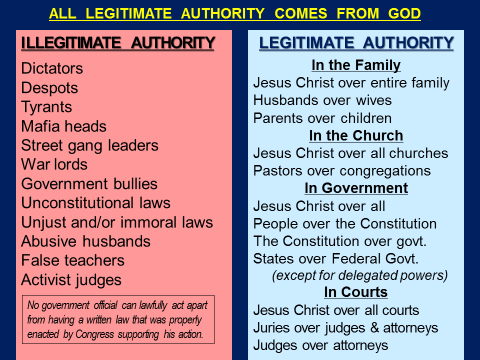 ALL LEGITIMATE AUTHORITY COMES FROM GOD
ILLEGITIMATE AUTHORITY
Dictators
Despots
Tyrants
Mafia heads
Street gang leaders
War lords
Government bullies
Unconstitutional laws
Unjust and/or immoral laws
Abusive husbands
False teachers
Activist judges
No government official can lawfully act apart
from having a written law that was properly
enacted by Congress supporting his action.
LEGITIMATE AUTHORITY
In the Family
Jesus Christ over entire family
Husbands over wives
Parents over children
In the Church
Jesus Christ over all churches
Pastors over congregations
In Government
Jesus Christ over all
People over the Constitution
The Constitution over govt.
States over Federal Govt.
(except for delegated powers)
In Courts
Jesus Christ over all courts
Juries over judges & attorneys
Judges over attorneys